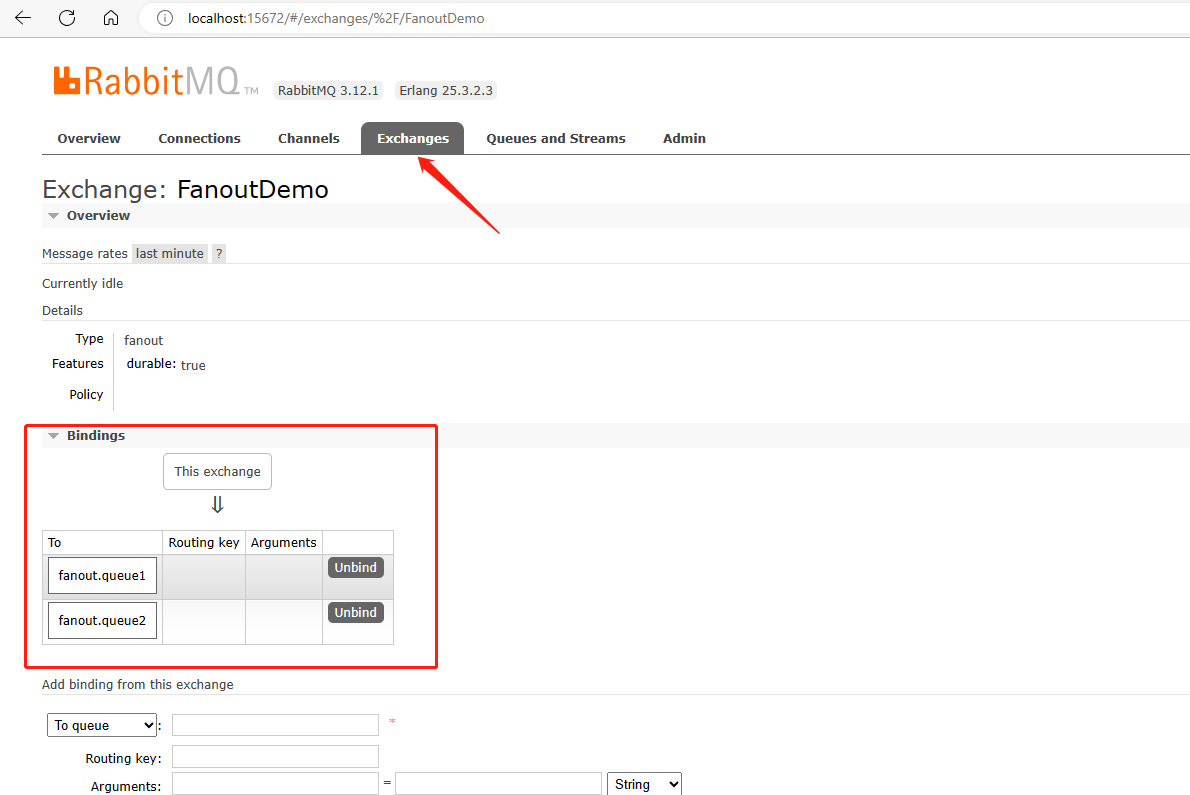 localhost:15672/#/exchanges/%2F/FanoutDemo
RabbitMQ TM RabbitMQ 3.12.1 Erlang 25.3.2.3
Overview Connections Channels Exchanges Queues and Streams Admin
Exchange: FanoutDemo
Overview
Message rates last minute ?
Currently idle
Details
Type fanout
Features durable: true
Policy
Bindings
This exchange
⇓
To Routing key Arguments
fanout.queue1 Unbind
fanout.queue2 Unbind
Add binding from this exchange
To queue : *
Routing key:
Arguments: = String